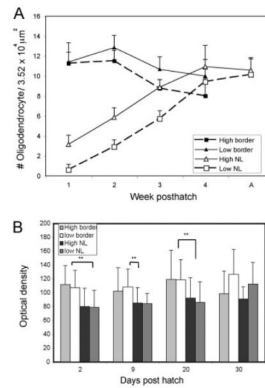 A
# Oligodendrocyte/ 3.52 x 10⁴ μm²
16
14
12
10
8
6
4
2
0
1 2 3 4 A
Week posthatch
High border
Low border
High NL
Low NL
B
Optical density
200
180
160
140
120
100
80
60
40
20
0
High border
low border
High NL
low NL
** ** **
2 9 20 30
Days post hatch